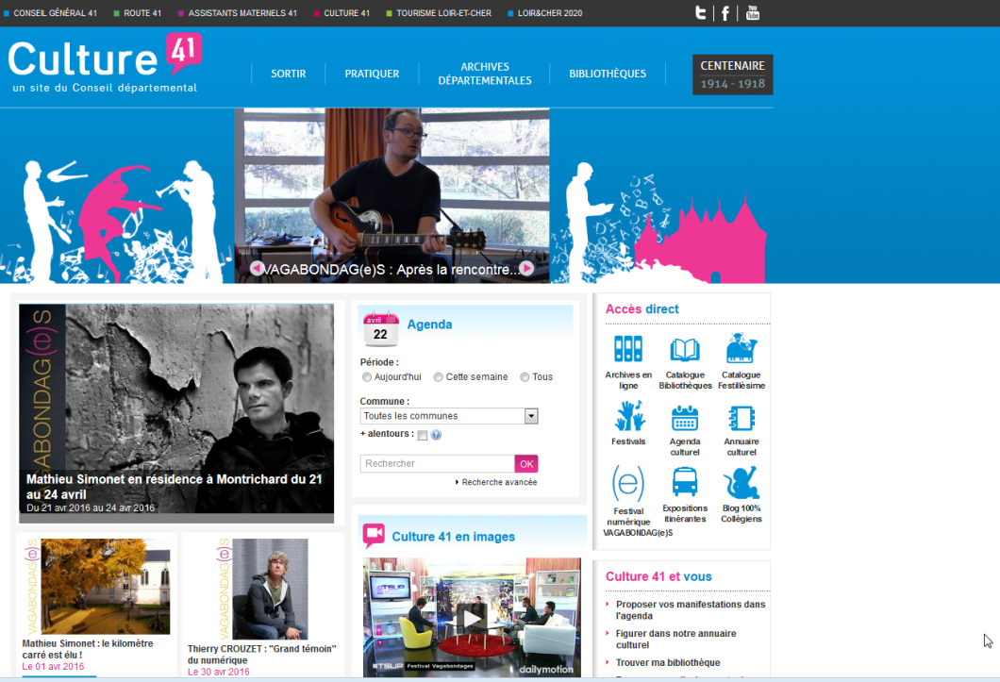 CONSEIL GÉNÉRAL 41 ROUTE 41 ASSISTANTS MATERNELS 41 CULTURE 41 TOURISME LOIR-ET-CHER LOIR&CHER 2020
You
Tube
Culture 41
un site du Conseil départemental
SORTIR
PRATIQUER
ARCHIVES
DÉPARTEMENTALES
BIBLIOTHÈQUES
CENTENAIRE
1914 - 1918
VAGABONDAG(e)S : Après la rencontre...
VAGABONDAG(e)S
Mathieu Simonet en résidence à Montrichard du 21
au 24 avril
Du 21 avr 2016 au 24 avr 2016
VAGABONDAG(e)S
Mathieu Simonet : le kilomètre
carré est élu !
Le 01 avr 2016
VAGABONDAG(e)S
Thierry CROUZET : "Grand témoin"
du numérique
Le 30 avr 2016
avril
22
Agenda
Période :
Aujourd'hui Cette semaine Tous
Commune :
Toutes les communes
+ alentours : ?
Rechercher OK
Recherche avancée
Culture 41 en images
#TSUP Festival Vagabondages
dailymotion
Accès direct
Archives en
ligne
Catalogue
Bibliothèques
Catalogue
Festillésime
Festivals
Agenda
culturel
Annuaire
culturel
(e)
Festival
numérique
VAGABONDAG(e)S
Expositions
itinérantes
Blog 100%
Collégiens
Culture 41 et vous
Proposer vos manifestations dans
l'agenda
Figurer dans notre annuaire
culturel
Trouver ma bibliothèque